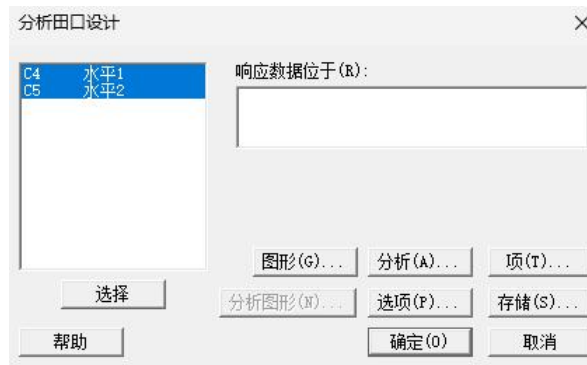 分析田口设计
C4 水平1
C5 水平2
响应数据位于(R):
图形(G)... 分析(A)... 项(T)...
选择
分析图形(N)... 选项(P)... 存储(S)...
帮助 确定(O) 取消